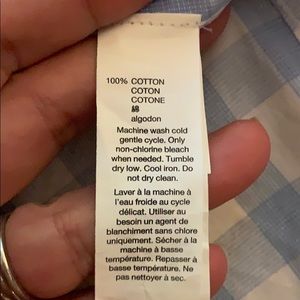 100% COTTON
COTON
COTONE
綿
algodon
Machine wash cold
gentle cycle. Only
non-chlorine bleach
when needed. Tumble
dry low. Cool iron. Do
not dry clean.
Laver à la machine à
l'eau froide au cycle
délicat. Utiliser au
besoin un agent de
blanchiment sans chlore
uniquement. Sécher à la
machine à basse
température. Repasser à
basse température. Ne
pas nettoyer à sec.